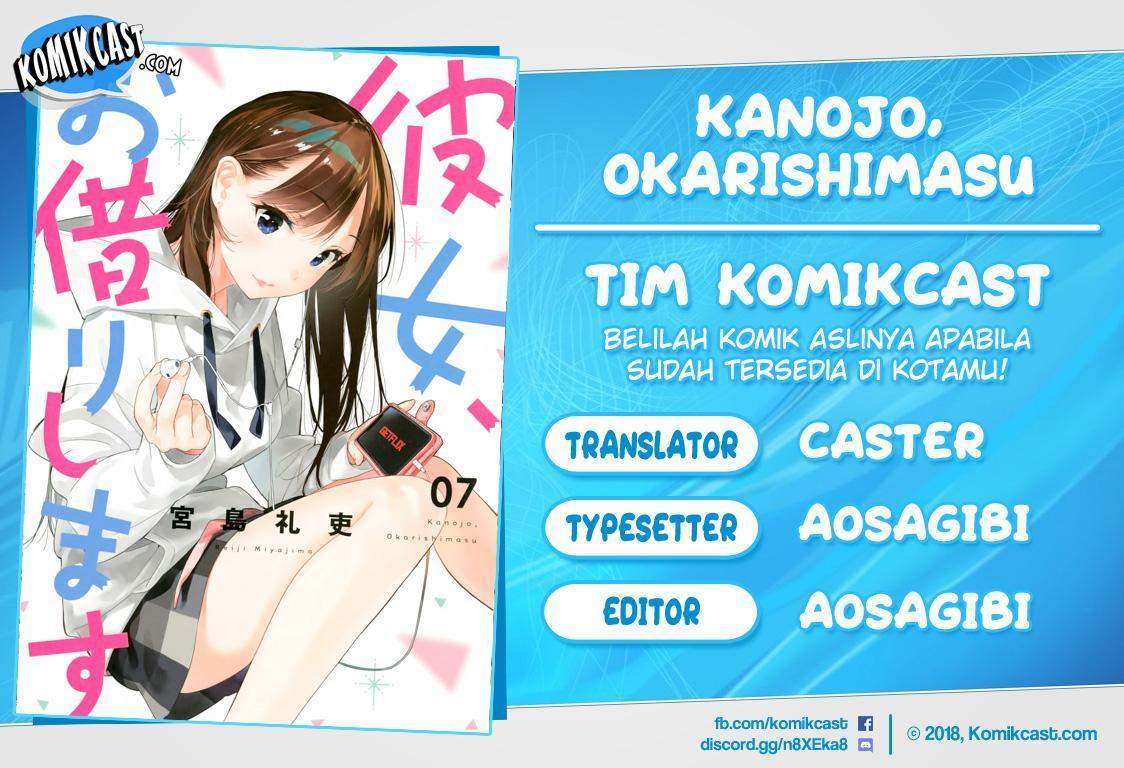 KOMIKCAST.COM
彼女、
お借りします
GETFLIX
07
Kanojo,
Okarishimasu
宮島礼吏
Reiji Miyajima
KANOJO,
OKARISHIMASU
TIM KOMIKCAST
BELILAH KOMIK ASLINYA APABILA
SUDAH TERSEDIA DI KOTAMU!
TRANSLATOR CASTER
TYPESETTER AOSAGIBI
EDITOR AOSAGIBI
fb.com/komikcast
discord.gg/n8XEka8
© 2018, Komikcast.com